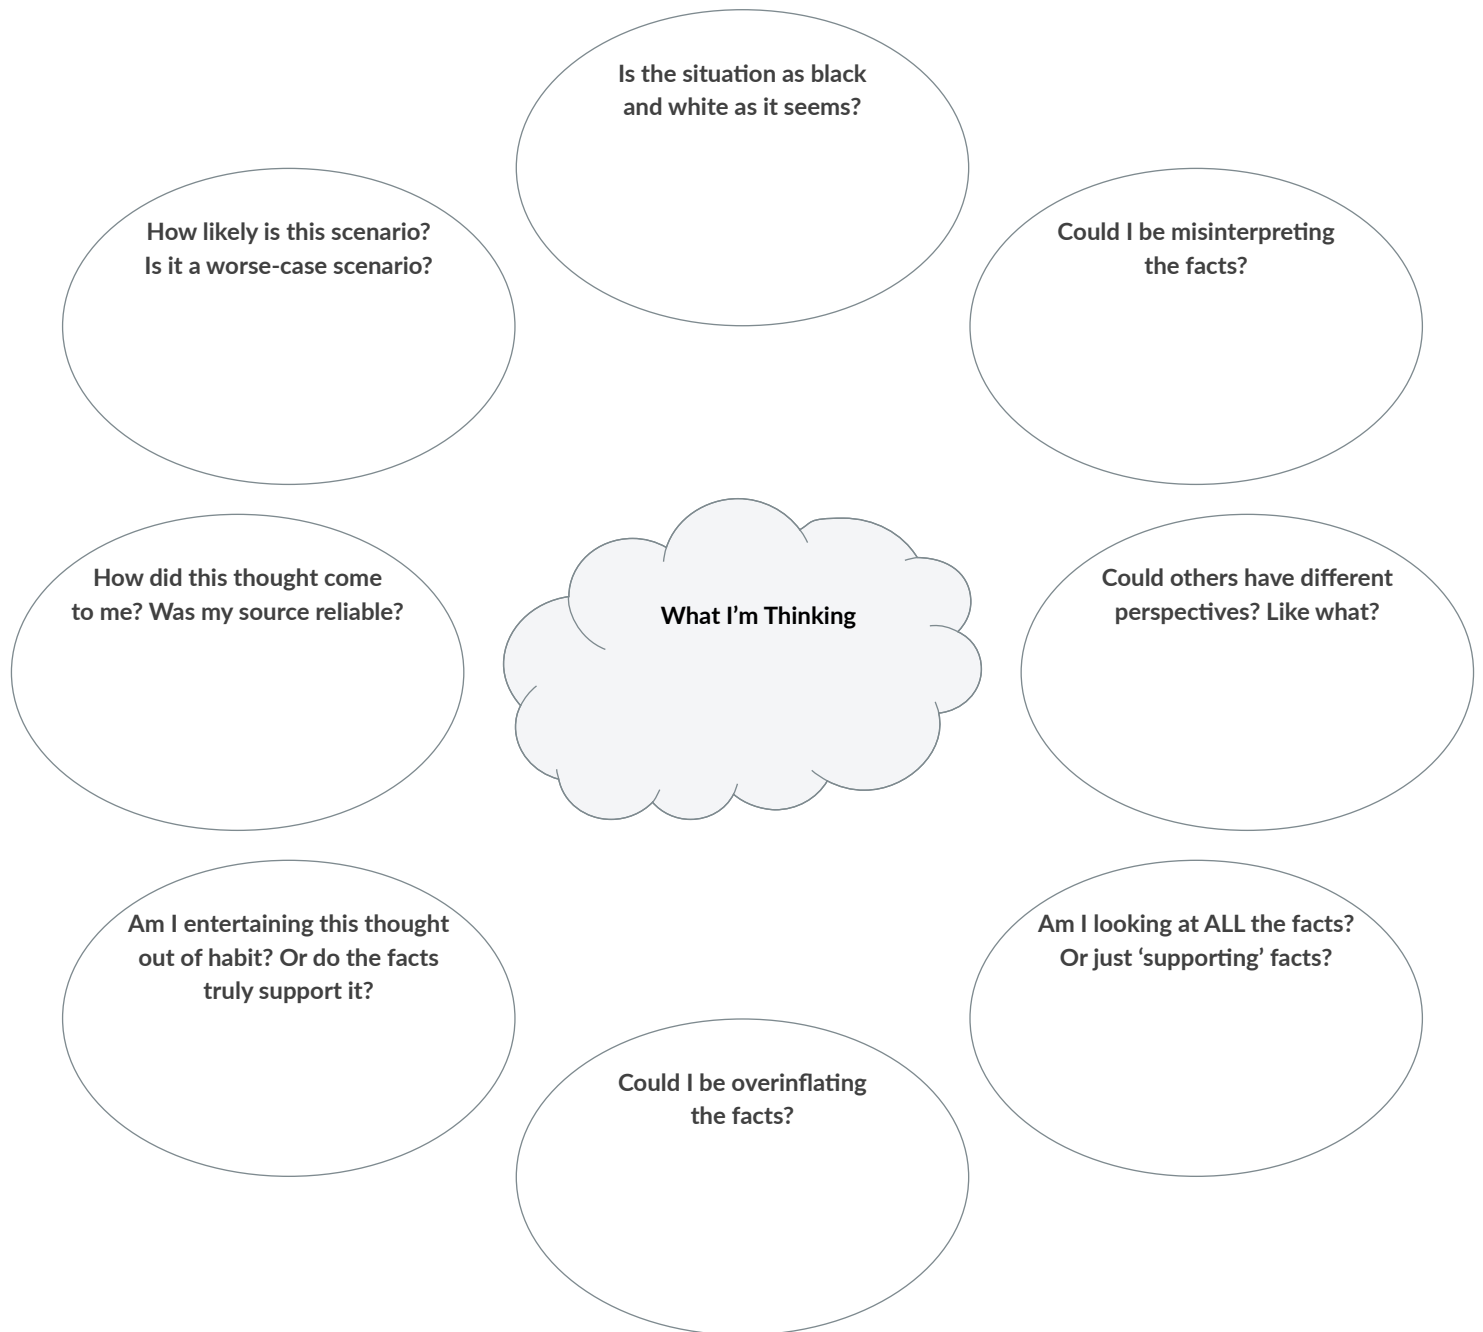 Is the situation as black
and white as it seems?
How likely is this scenario?
Is it a worse-case scenario?
Could I be misinterpreting
the facts?
How did this thought come
to me? Was my source reliable?
What I’m Thinking
Could others have different
perspectives? Like what?
Am I entertaining this thought
out of habit? Or do the facts
truly support it?
Am I looking at ALL the facts?
Or just ‘supporting’ facts?
Could I be overinflating
the facts?